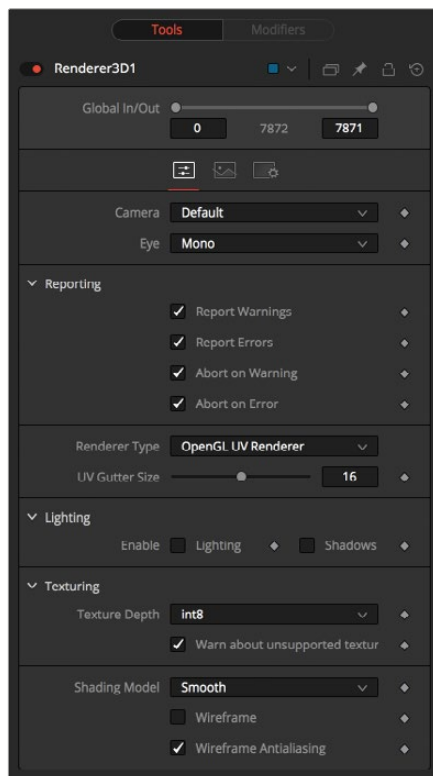 Tools Modifiers
Renderer3D1
Global In/Out
0 7872 7871
Camera Default
Eye Mono
Reporting
Report Warnings
Report Errors
Abort on Warning
Abort on Error
Renderer Type OpenGL UV Renderer
UV Gutter Size 16
Lighting
Enable Lighting Shadows
Texturing
Texture Depth int8
Warn about unsupported textur
Shading Model Smooth
Wireframe
Wireframe Antialiasing